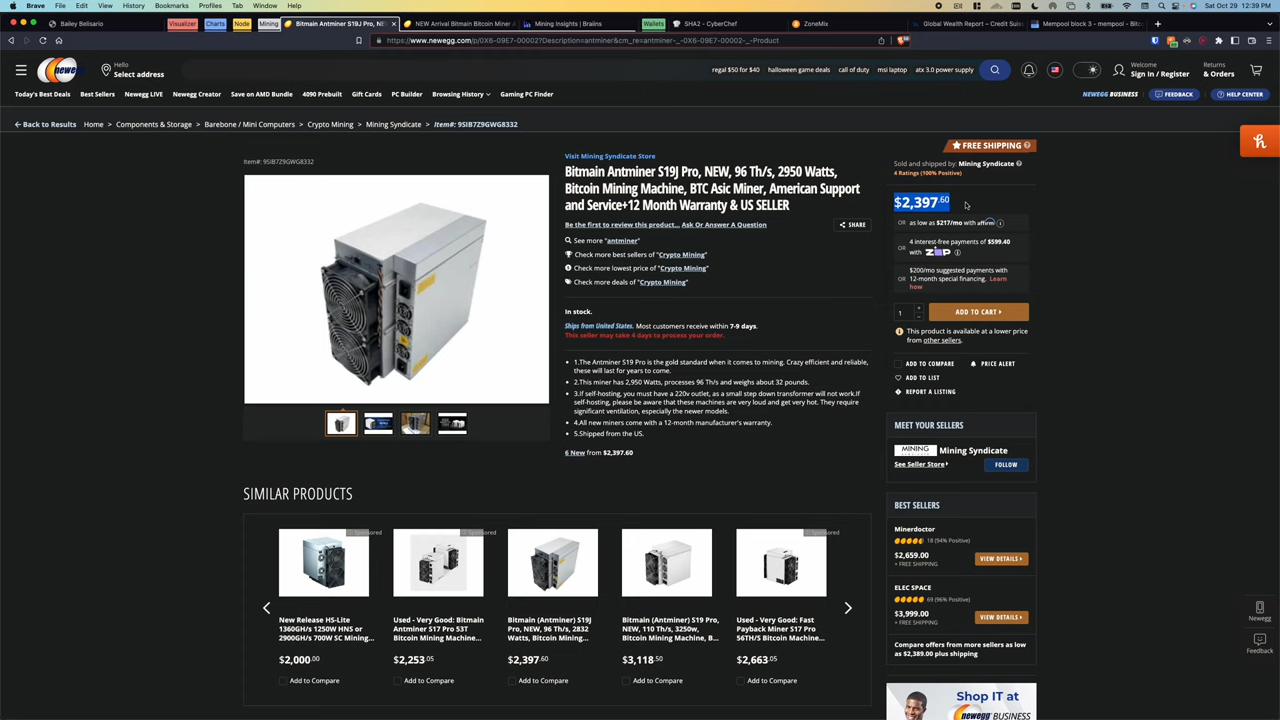 Brave File Edit View History Bookmarks Profiles Tab Window Help
Sat Oct 29 12:39 PM
Bailey Belisario
Visualizer
Charts
Node
Mining
Bitmain Antminer S19J Pro, NE
NEW Arrival Bitmain Bitcoin Miner A
Mining Insights | Braiins
Wallets
SHA2 - CyberChef
ZoneMix
Global Wealth Report – Credit Suis
Mempool block 3 - mempool - Bitc
https://www.newegg.com/p/0X6-09E7-00002?Description=antminer&cm_re=antminer-_-0X6-09E7-00002-_-Product
newegg
Hello
Select address
regal $50 for $40
halloween game deals
call of duty
msi laptop
atx 3.0 power supply
Welcome
Sign In / Register
Returns
& Orders
Today's Best Deals
Best Sellers
Newegg LIVE
Newegg Creator
Save on AMD Bundle
4090 Prebuilt
Gift Cards
PC Builder
Browsing History
Gaming PC Finder
NEWEGG BUSINESS
FEEDBACK
HELP CENTER
Back to Results
Home > Components & Storage > Barebone / Mini Computers > Crypto Mining > Mining Syndicate > Item#: 9SIB7Z9GWG8332
Item#: 9SIB7Z9GWG8332
Visit Mining Syndicate Store
Bitmain Antminer S19J Pro, NEW, 96 Th/s, 2950 Watts,
Bitcoin Mining Machine, BTC Asic Miner, American Support
and Service+12 Month Warranty & US SELLER
Be the first to review this product... Ask Or Answer A Question
SHARE
See more "antminer"
Check more best sellers of "Crypto Mining"
Check more lowest price of "Crypto Mining"
Check more deals of "Crypto Mining"
In stock.
Ships from United States. Most customers receive within 7-9 days.
This seller may take 4 days to process your order.
1.The Antminer S19 Pro is the gold standard when it comes to mining. Crazy efficient and reliable,
these will last for years to come.
2.This miner has 2,950 Watts, processes 96 Th/s and weighs about 32 pounds.
3.If self-hosting, you must have a 220v outlet, as a small step down transformer will not work.If
self-hosting, please be aware that these machines are very loud and get very hot. They require
significant ventilation, especially the newer models.
4.All new miners come with a 12-month manufacturer's warranty.
5.Shipped from the US.
6 New from $2,397.60
FREE SHIPPING
Sold and shipped by: Mining Syndicate
4 Ratings (100% Positive)
$2,397.60
OR as low as $217/mo with affirm
OR 4 interest-free payments of $599.40
with ZIP
OR $200/mo suggested payments with
12-month special financing. Learn
how
1
ADD TO CART
This product is available at a lower price
from other sellers.
ADD TO COMPARE
PRICE ALERT
ADD TO LIST
REPORT A LISTING
MEET YOUR SELLERS
MINING
Mining Syndicate
See Seller Store
FOLLOW
BEST SELLERS
Minerdoctor
18 (94% Positive)
$2,659.00
+ FREE SHIPPING
VIEW DETAILS
ELEC SPACE
69 (96% Positive)
$3,999.00
+ FREE SHIPPING
VIEW DETAILS
Compare offers from more sellers as low
as $2,389.00 plus shipping
Shop IT at
newegg BUSINESS
Newegg
Feedback
SIMILAR PRODUCTS
Sponsored
New Release HS-Lite
1360GH/s 1250W HNS or
2900GH/s 700W SC Mining...
$2,000.00
Add to Compare
Sponsored
Used - Very Good: Bitmain
Antminer S17 Pro 53T
Bitcoin Mining Machine...
$2,253.05
Add to Compare
Bitmain (Antminer) S19J
Pro, NEW, 96 Th/s, 2832
Watts, Bitcoin Mining...
$2,397.60
Add to Compare
Bitmain (Antminer) S19 Pro,
NEW, 110 Th/s, 3250w,
Bitcoin Mining Machine, B...
$3,118.50
Add to Compare
Sponsored
Used - Very Good: Fast
Payback Miner S17 Pro
56TH/S Bitcoin Mining...
$2,663.05
Add to Compare